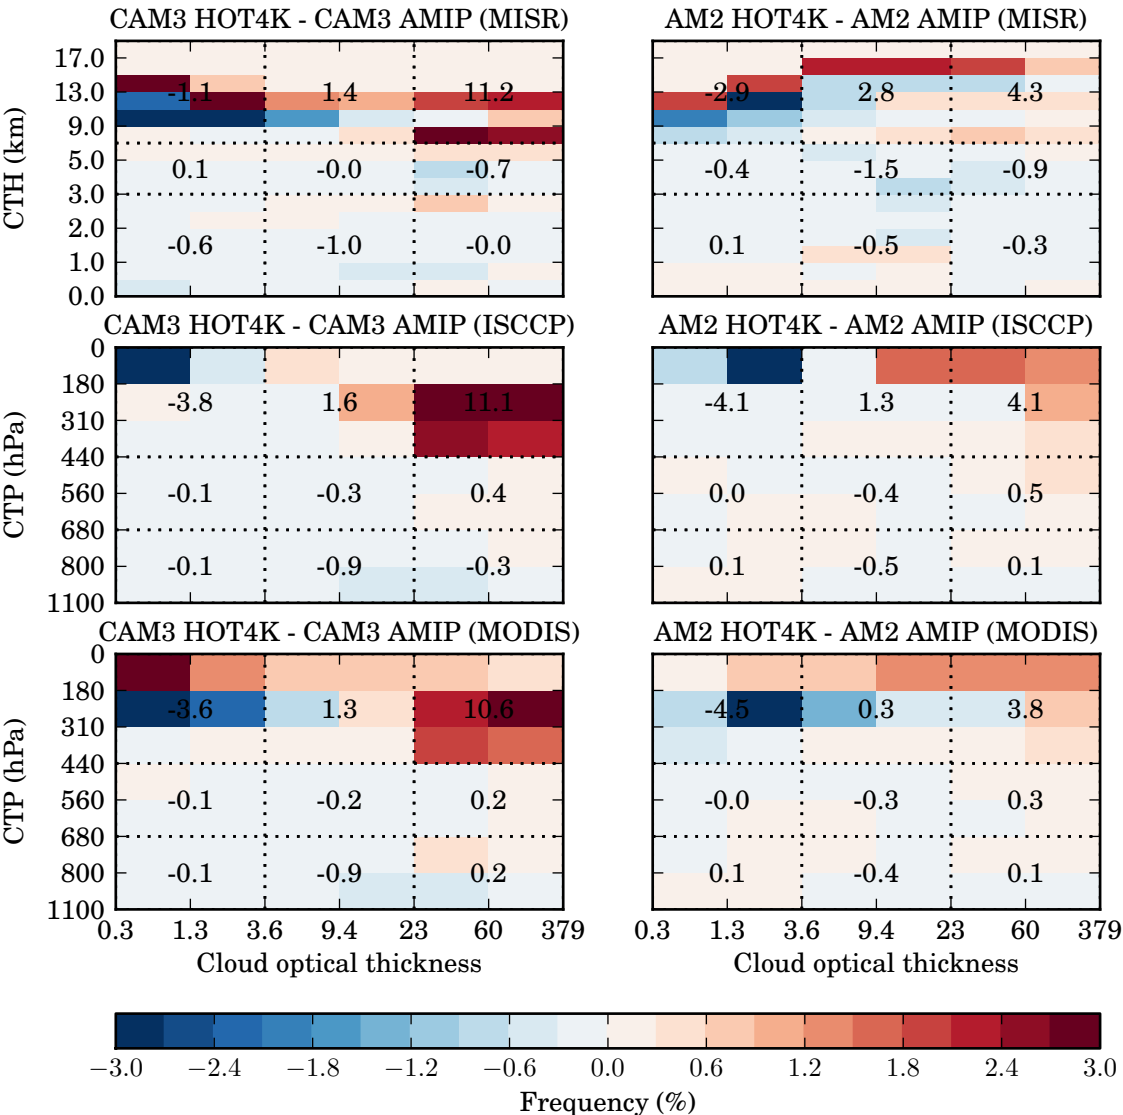 CAM3 HOT4K - CAM3 AMIP (MISR)
AM2 HOT4K - AM2 AMIP (MISR)
CTH (km)
17.0
13.0
9.0
5.0
3.0
2.0
1.0
0.0
-1.1 1.4 11.2
0.1 -0.0 -0.7
-0.6 -1.0 -0.0
-2.9 2.8 4.3
-0.4 -1.5 -0.9
0.1 -0.5 -0.3
CAM3 HOT4K - CAM3 AMIP (ISCCP)
AM2 HOT4K - AM2 AMIP (ISCCP)
CTP (hPa)
0
180
310
440
560
680
800
1100
-3.8 1.6 11.1
-0.1 -0.3 0.4
-0.1 -0.9 -0.3
-4.1 1.3 4.1
0.0 -0.4 0.5
0.1 -0.5 0.1
CAM3 HOT4K - CAM3 AMIP (MODIS)
AM2 HOT4K - AM2 AMIP (MODIS)
CTP (hPa)
0
180
310
440
560
680
800
1100
-3.6 1.3 10.6
-0.1 -0.2 0.2
-0.1 -0.9 0.2
-4.5 0.3 3.8
-0.0 -0.3 0.3
0.1 -0.4 0.1
0.3 1.3 3.6 9.4 23 60 379
0.3 1.3 3.6 9.4 23 60 379
Cloud optical thickness
Cloud optical thickness
−3.0 −2.4 −1.8 −1.2 −0.6 0.0 0.6 1.2 1.8 2.4 3.0
Frequency (%)